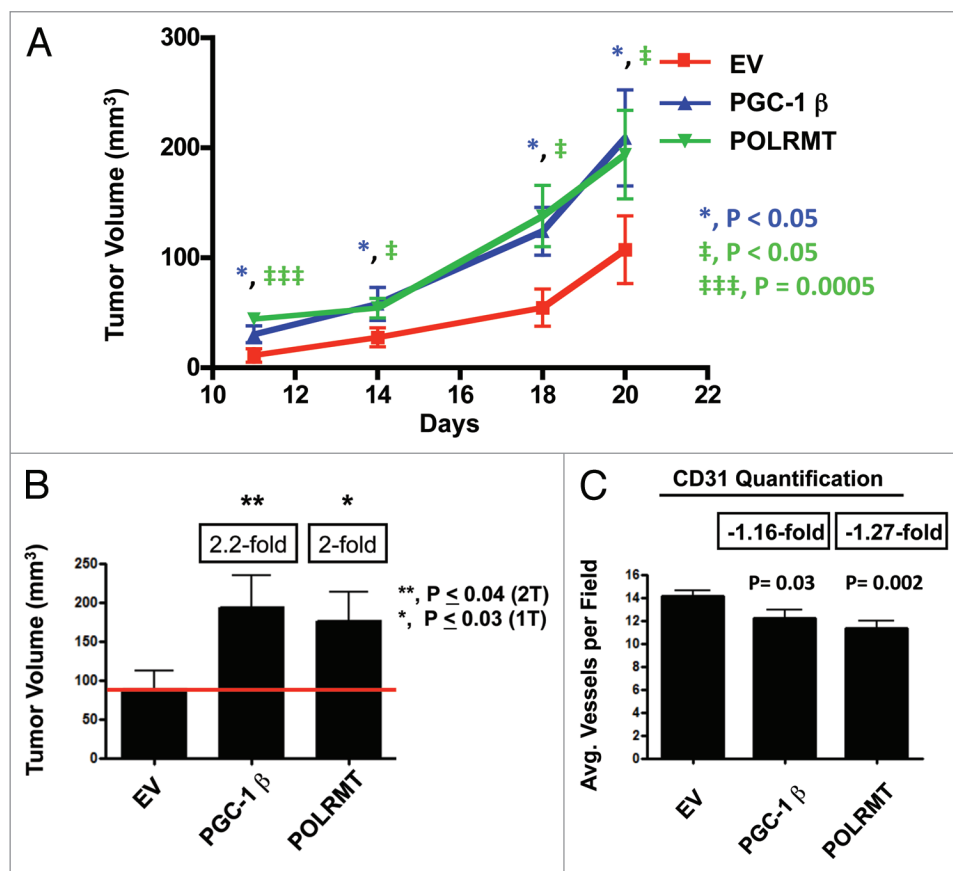 A
Tumor Volume (mm³)
300
200
100
0
10 12 14 16 18 20 22
Days
*, ‡‡‡
*, ‡
*, ‡
*, ‡
EV
PGC-1 β
POLRMT
*, P < 0.05
‡, P < 0.05
‡‡‡, P = 0.0005
B
** *
2.2-fold 2-fold
Tumor Volume (mm³)
250
200
150
100
50
0
**, P ≤ 0.04 (2T)
*, P ≤ 0.03 (1T)
EV PGC-1 β POLRMT
C
CD31 Quantification
-1.16-fold -1.27-fold
P= 0.03 P= 0.002
Avg. Vessels per Field
16
14
12
10
8
6
4
2
0
EV PGC-1 β POLRMT